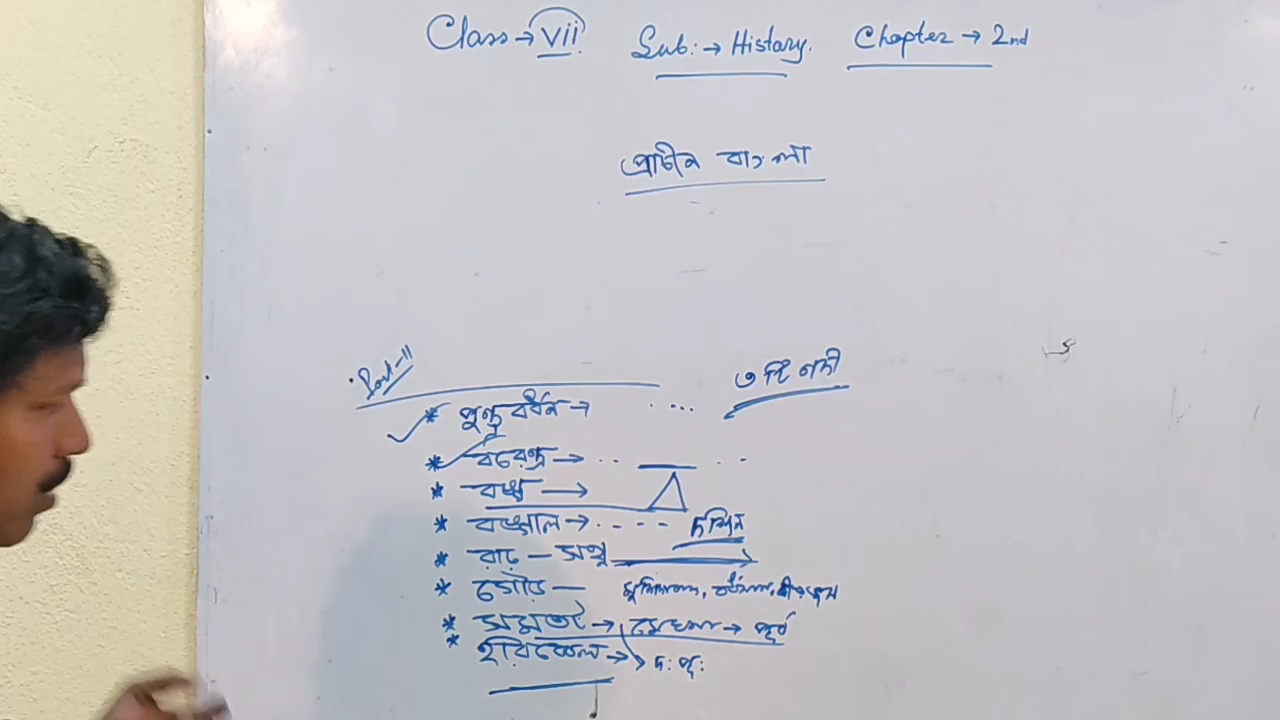 Class → vii Sub: → History. Chapter → 2nd
প্রাচীন বাংলা
Part-II
৩টি নদী
* পুণ্ড্রবর্ধন →
* বরেন্দ্র →
* বঙ্গ →
* বঙ্গাল → দক্ষিন
* রাঢ় – সুহ্ম
* গৌড় – মুর্শিদাবাদ, বর্ধমান, বীরভূম
* সমতট → মেঘনা → পূর্ব
* হরিকেল → দঃ পূঃ